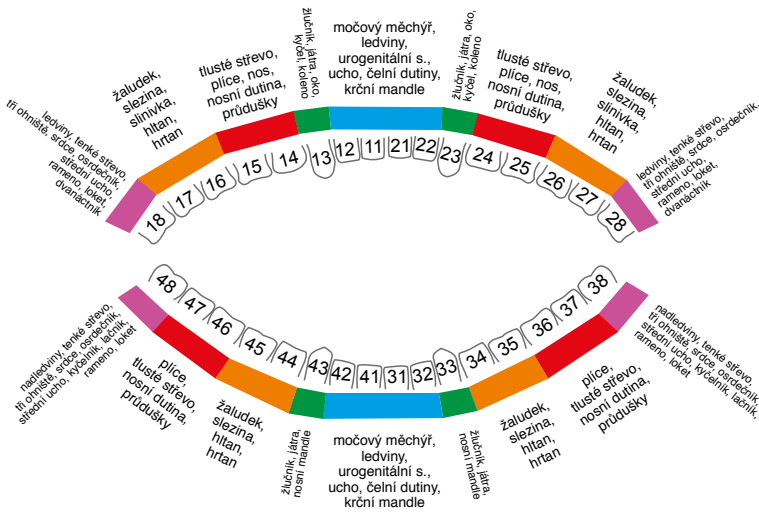 ledviny, tenké střevo,
tři ohniště, srdce, osrdečník,
střední ucho,
rameno, loket,
dvanáctník
žaludek,
slezina,
slinivka,
hltan,
hrtan
tlusté střevo,
plíce, nos,
nosní dutina,
průdušky
žlučník, játra, oko,
kyčel, koleno
močový měchýř,
ledviny,
urogenitální s.,
ucho, čelní dutiny,
krční mandle
žlučník, játra, oko,
kyčel, koleno
tlusté střevo,
plíce, nos,
nosní dutina,
průdušky
žaludek,
slezina,
slinivka,
hltan,
hrtan
ledviny, tenké střevo,
tři ohniště, srdce, osrdečník.
střední ucho,
rameno, loket,
dvanáctník
18 17 16 15 14 13 12 11 21 22 23 24 25 26 27 28
48 47 46 45 44 43 42 41 31 32 33 34 35 36 37 38
nadledviny, tenké střevo,
tři ohniště, srdce, osrdečník,
střední ucho, kyčelník, lačník,
rameno, loket
plíce,
tlusté střevo,
nosní dutina,
průdušky
žaludek,
slezina,
hltan,
hrtan
žlučník, játra,
nosní mandle
močový měchýř,
ledviny,
urogenitální s.,
ucho, čelní dutiny,
krční mandle
žlučník, játra,
nosní mandle
žaludek,
slezina,
hltan,
hrtan
plíce,
tlusté střevo,
nosní dutina,
průdušky
nadledviny, tenké střevo,
tři ohniště, srdce, osrdečník,
střední ucho, kyčelník, lačník,
rameno, loket